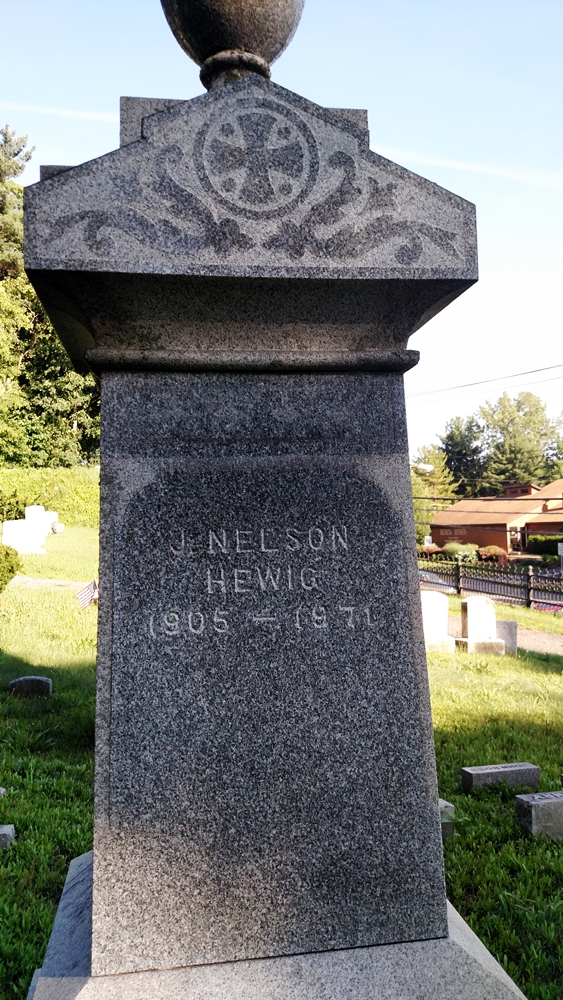 J. NELSON
HEWIG
1905 — 1971